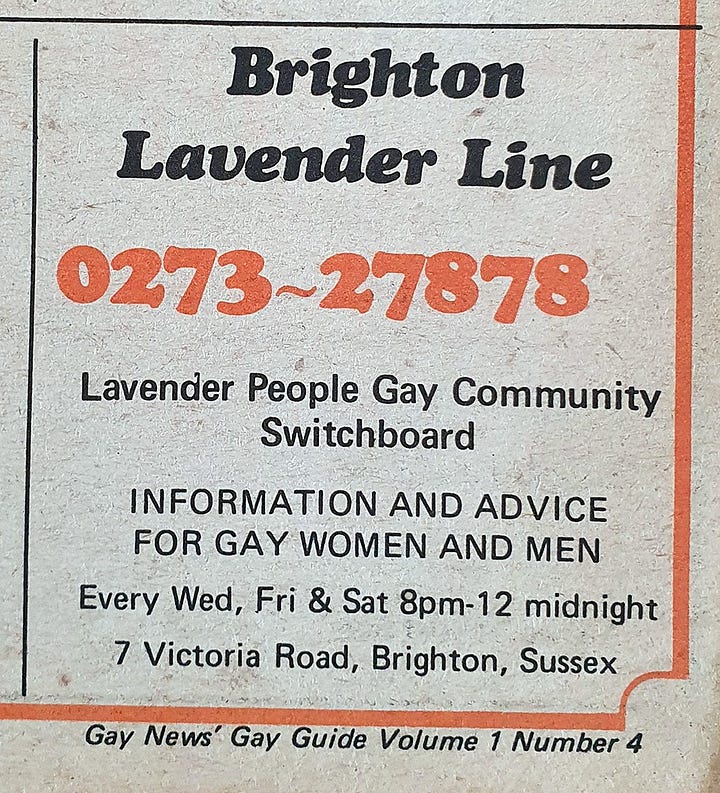 Brighton
Lavender Line
0273~27878
Lavender People Gay Community
Switchboard
INFORMATION AND ADVICE
FOR GAY WOMEN AND MEN
Every Wed, Fri & Sat 8pm-12 midnight
7 Victoria Road, Brighton, Sussex
Gay News' Gay Guide Volume 1 Number 4